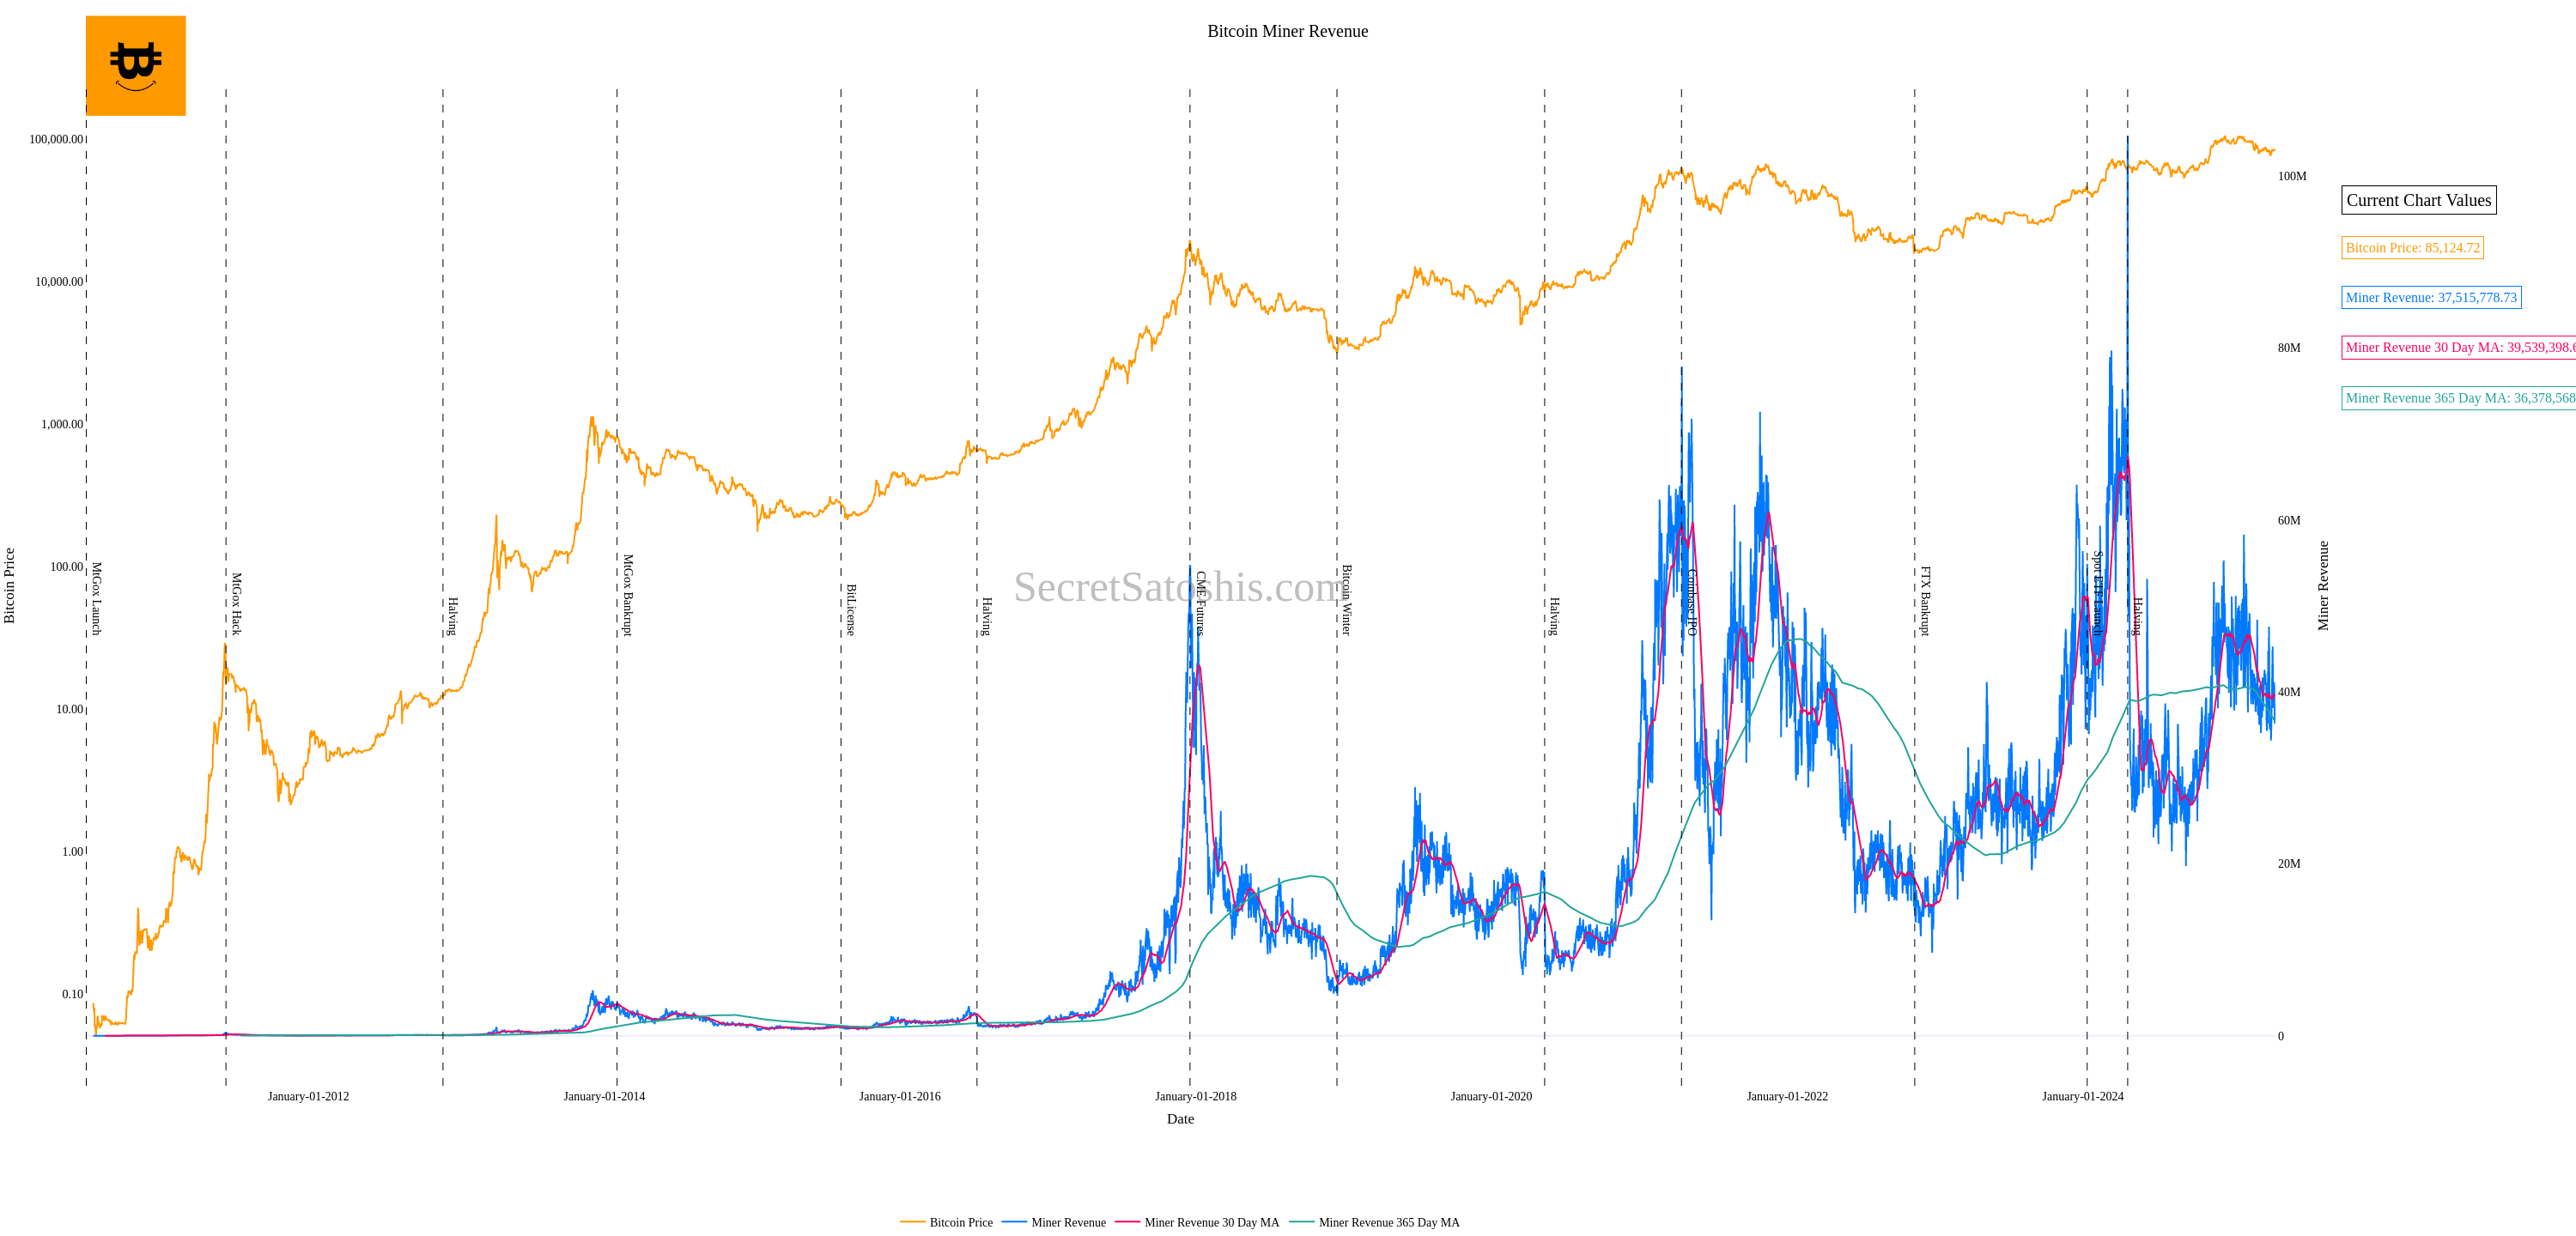 Bitcoin Miner Revenue
100,000.00
10,000.00
1,000.00
100.00
10.00
1.00
0.10
Bitcoin Price
MtGox Launch
MtGox Hack
Halving
MtGox Bankrupt
BitLicense
Halving
SecretSatoshis.com
CME Futures
Bitcoin Winter
Halving
Coinbase IPO
FTX Bankrupt
Spot ETF Launch
Halving
100M
80M
60M
40M
20M
0
Miner Revenue
Current Chart Values
Bitcoin Price: 85,124.72
Miner Revenue: 37,515,778.73
Miner Revenue 30 Day MA: 39,539,398.6
Miner Revenue 365 Day MA: 36,378,568
January-01-2012
January-01-2014
January-01-2016
January-01-2018
January-01-2020
January-01-2022
January-01-2024
Date
Bitcoin Price
Miner Revenue
Miner Revenue 30 Day MA
Miner Revenue 365 Day MA